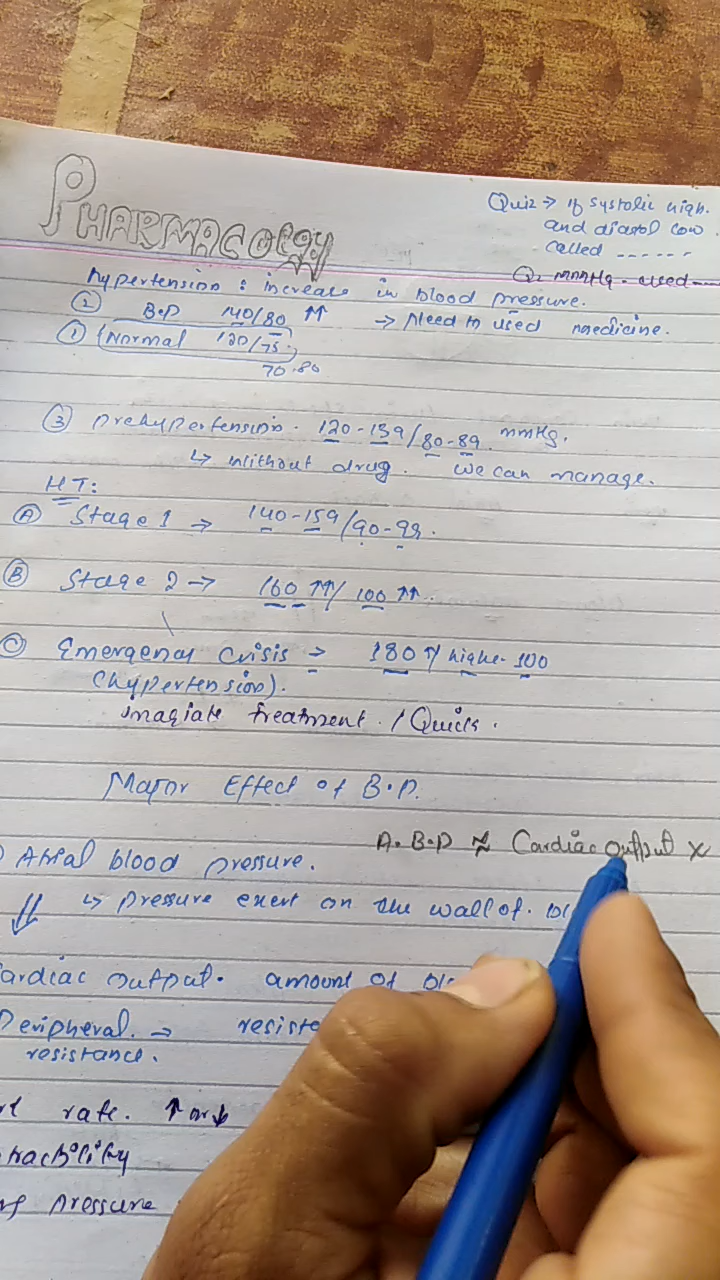 PHARMACOlogy
Quiz → if systolic high.
and diastol low.
called ------
Q. mmHg. used---
hypertension : increase in blood pressure.
② B.P 140/80 ↑↑ → Need to used medicine.
① (Normal 120/75.
70.80
③ prehypertension. 120-139/80-89 mmHg.
↳ without drug. we can manage.
HT:
Ⓐ Stage 1 → 140-159/90-99.
Ⓑ Stage 2 → 160 ↑↑/ 100 ↑↑.
Ⓒ Emergency Crisis → 180 ↑/ highe- 100
(hypertension).
treatment. / Quick.
Major Effect of B.P.
A.B.P ≈ Cardiac output x
blood pressure.
↳ pressure exert on the wall of. bl
ardiac output. amount of bl
Peripheral. → resista
resistance.
rate. ↑ or ↓
pressure